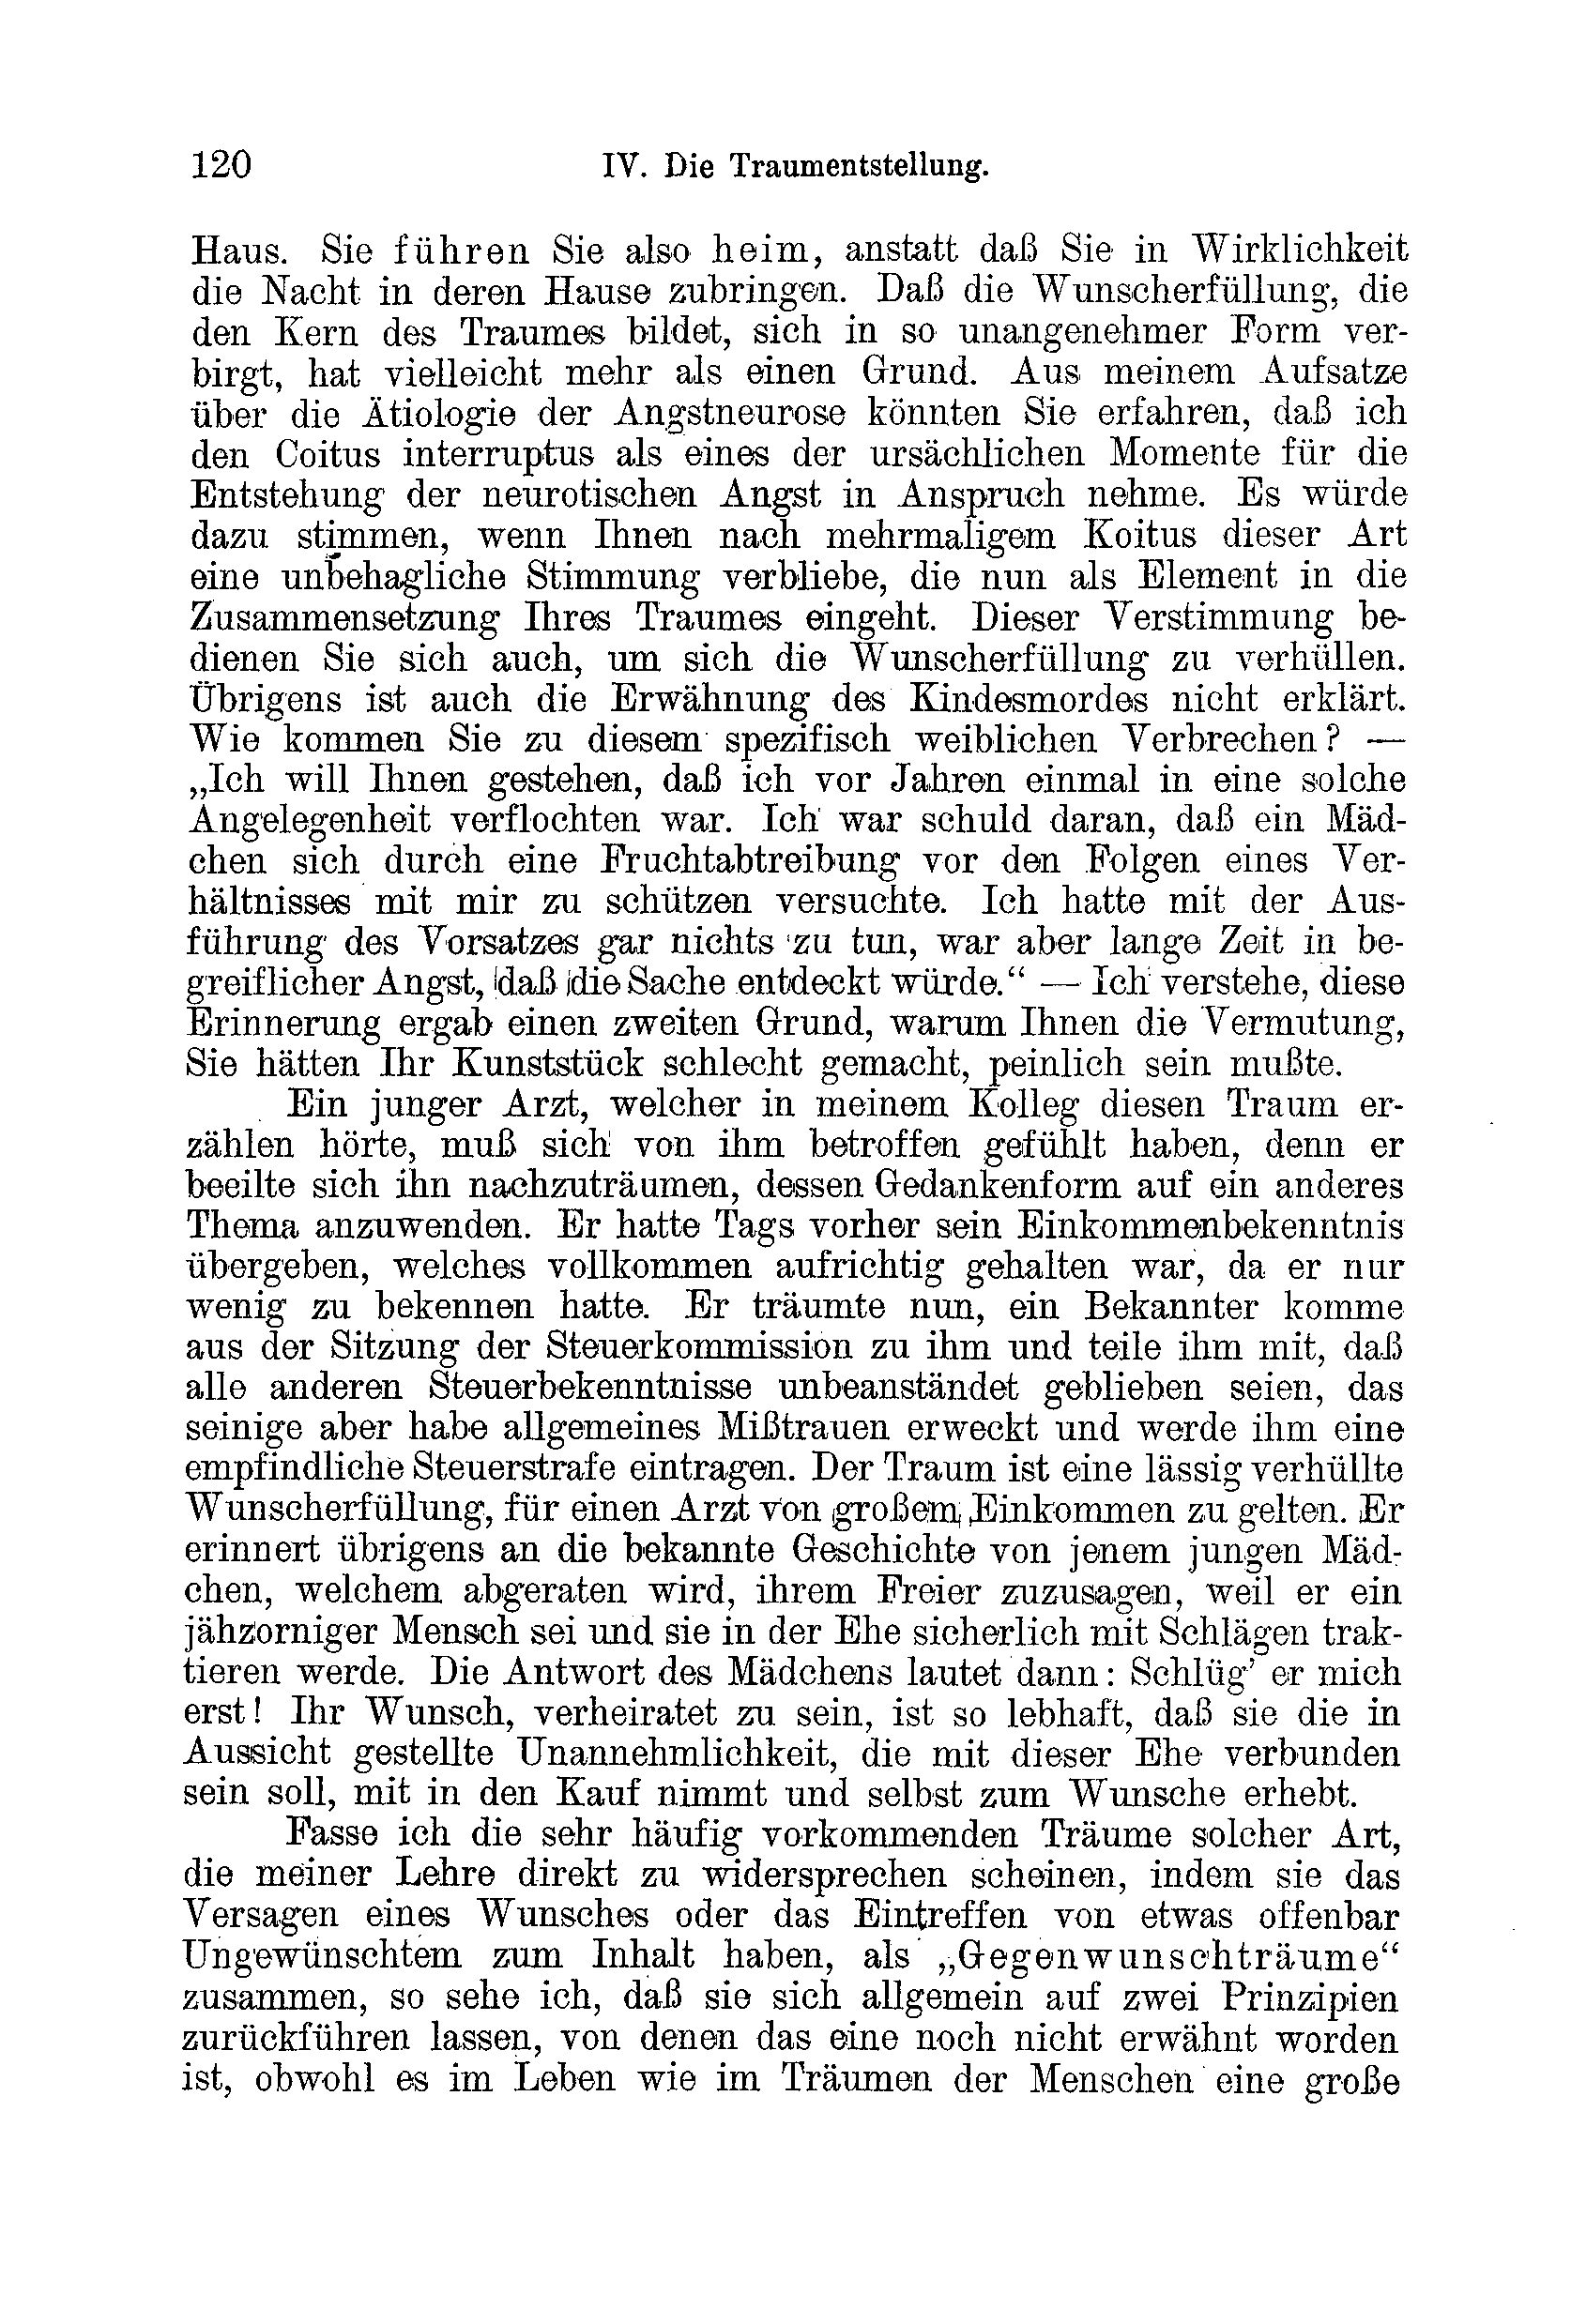 120 IV. Die Traumentstellung.
Haus. Sie führen Sie also heim, anstatt daß Sie in Wirklichkeit
die Nacht in deren Hause zubringen. Daß die Wunscherfüllung, die
den Kern des Traumes bildet, sich in so unangenehmer Form ver-
birgt, hat vielleicht mehr als einen Grund. Aus meinem Aufsatze
über die Ätiologie der Angstneurose könnten Sie erfahren, daß ich
den Coitus interruptus als eines der ursächlichen Momente für die
Entstehung der neurotischen Angst in Anspruch nehme. Es würde
dazu stimmen, wenn Ihnen nach mehrmaligem Koitus dieser Art
eine unbehagliche Stimmung verbliebe, die nun als Element in die
Zusammensetzung Ihres Traumes eingeht. Dieser Verstimmung be-
dienen Sie sich auch, um sich die Wunscherfüllung zu verhüllen.
Übrigens ist auch die Erwähnung des Kindesmordes nicht erklärt.
Wie kommen Sie zu diesem spezifisch weiblichen Verbrechen? —
„Ich will Ihnen gestehen, daß ich vor Jahren einmal in eine solche
Angelegenheit verflochten war. Ich war schuld daran, daß ein Mäd-
chen sich durch eine Fruchtabtreibung vor den Folgen eines Ver-
hältnisses mit mir zu schützen versuchte. Ich hatte mit der Aus-
führung des Vorsatzes gar nichts zu tun, war aber lange Zeit in be-
greiflicher Angst, daß die Sache entdeckt würde.“ — Ich verstehe, diese
Erinnerung ergab einen zweiten Grund, warum Ihnen die Vermutung,
Sie hätten Ihr Kunststück schlecht gemacht, peinlich sein mußte.
Ein junger Arzt, welcher in meinem Kolleg diesen Traum er-
zählen hörte, muß sich von ihm betroffen gefühlt haben, denn er
beeilte sich ihn nachzuträumen, dessen Gedankenform auf ein anderes
Thema anzuwenden. Er hatte Tags vorher sein Einkommenbekenntnis
übergeben, welches vollkommen aufrichtig gehalten war, da er nur
wenig zu bekennen hatte. Er träumte nun, ein Bekannter komme
aus der Sitzung der Steuerkommission zu ihm und teile ihm mit, daß
alle anderen Steuerbekenntnisse unbeanständet geblieben seien, das
seinige aber habe allgemeines Mißtrauen erweckt und werde ihm eine
empfindliche Steuerstrafe eintragen. Der Traum ist eine lässig verhüllte
Wunscherfüllung, für einen Arzt von großem Einkommen zu gelten. Er
erinnert übrigens an die bekannte Geschichte von jenem jungen Mäd-
chen, welchem abgeraten wird, ihrem Freier zuzusagen, weil er ein
jähzorniger Mensch sei und sie in der Ehe sicherlich mit Schlägen trak-
tieren werde. Die Antwort des Mädchens lautet dann: Schlüg’ er mich
erst! Ihr Wunsch, verheiratet zu sein, ist so lebhaft, daß sie die in
Aussicht gestellte Unannehmlichkeit, die mit dieser Ehe verbunden
sein soll, mit in den Kauf nimmt und selbst zum Wunsche erhebt.
Fasse ich die sehr häufig vorkommenden Träume solcher Art,
die meiner Lehre direkt zu widersprechen scheinen, indem sie das
Versagen eines Wunsches oder das Eintreffen von etwas offenbar
Ungewünschtem zum Inhalt haben, als „Gegenwunschträume“
zusammen, so sehe ich, daß sie sich allgemein auf zwei Prinzipien
zurückführen lassen, von denen das eine noch nicht erwähnt worden
ist, obwohl es im Leben wie im Träumen der Menschen eine große